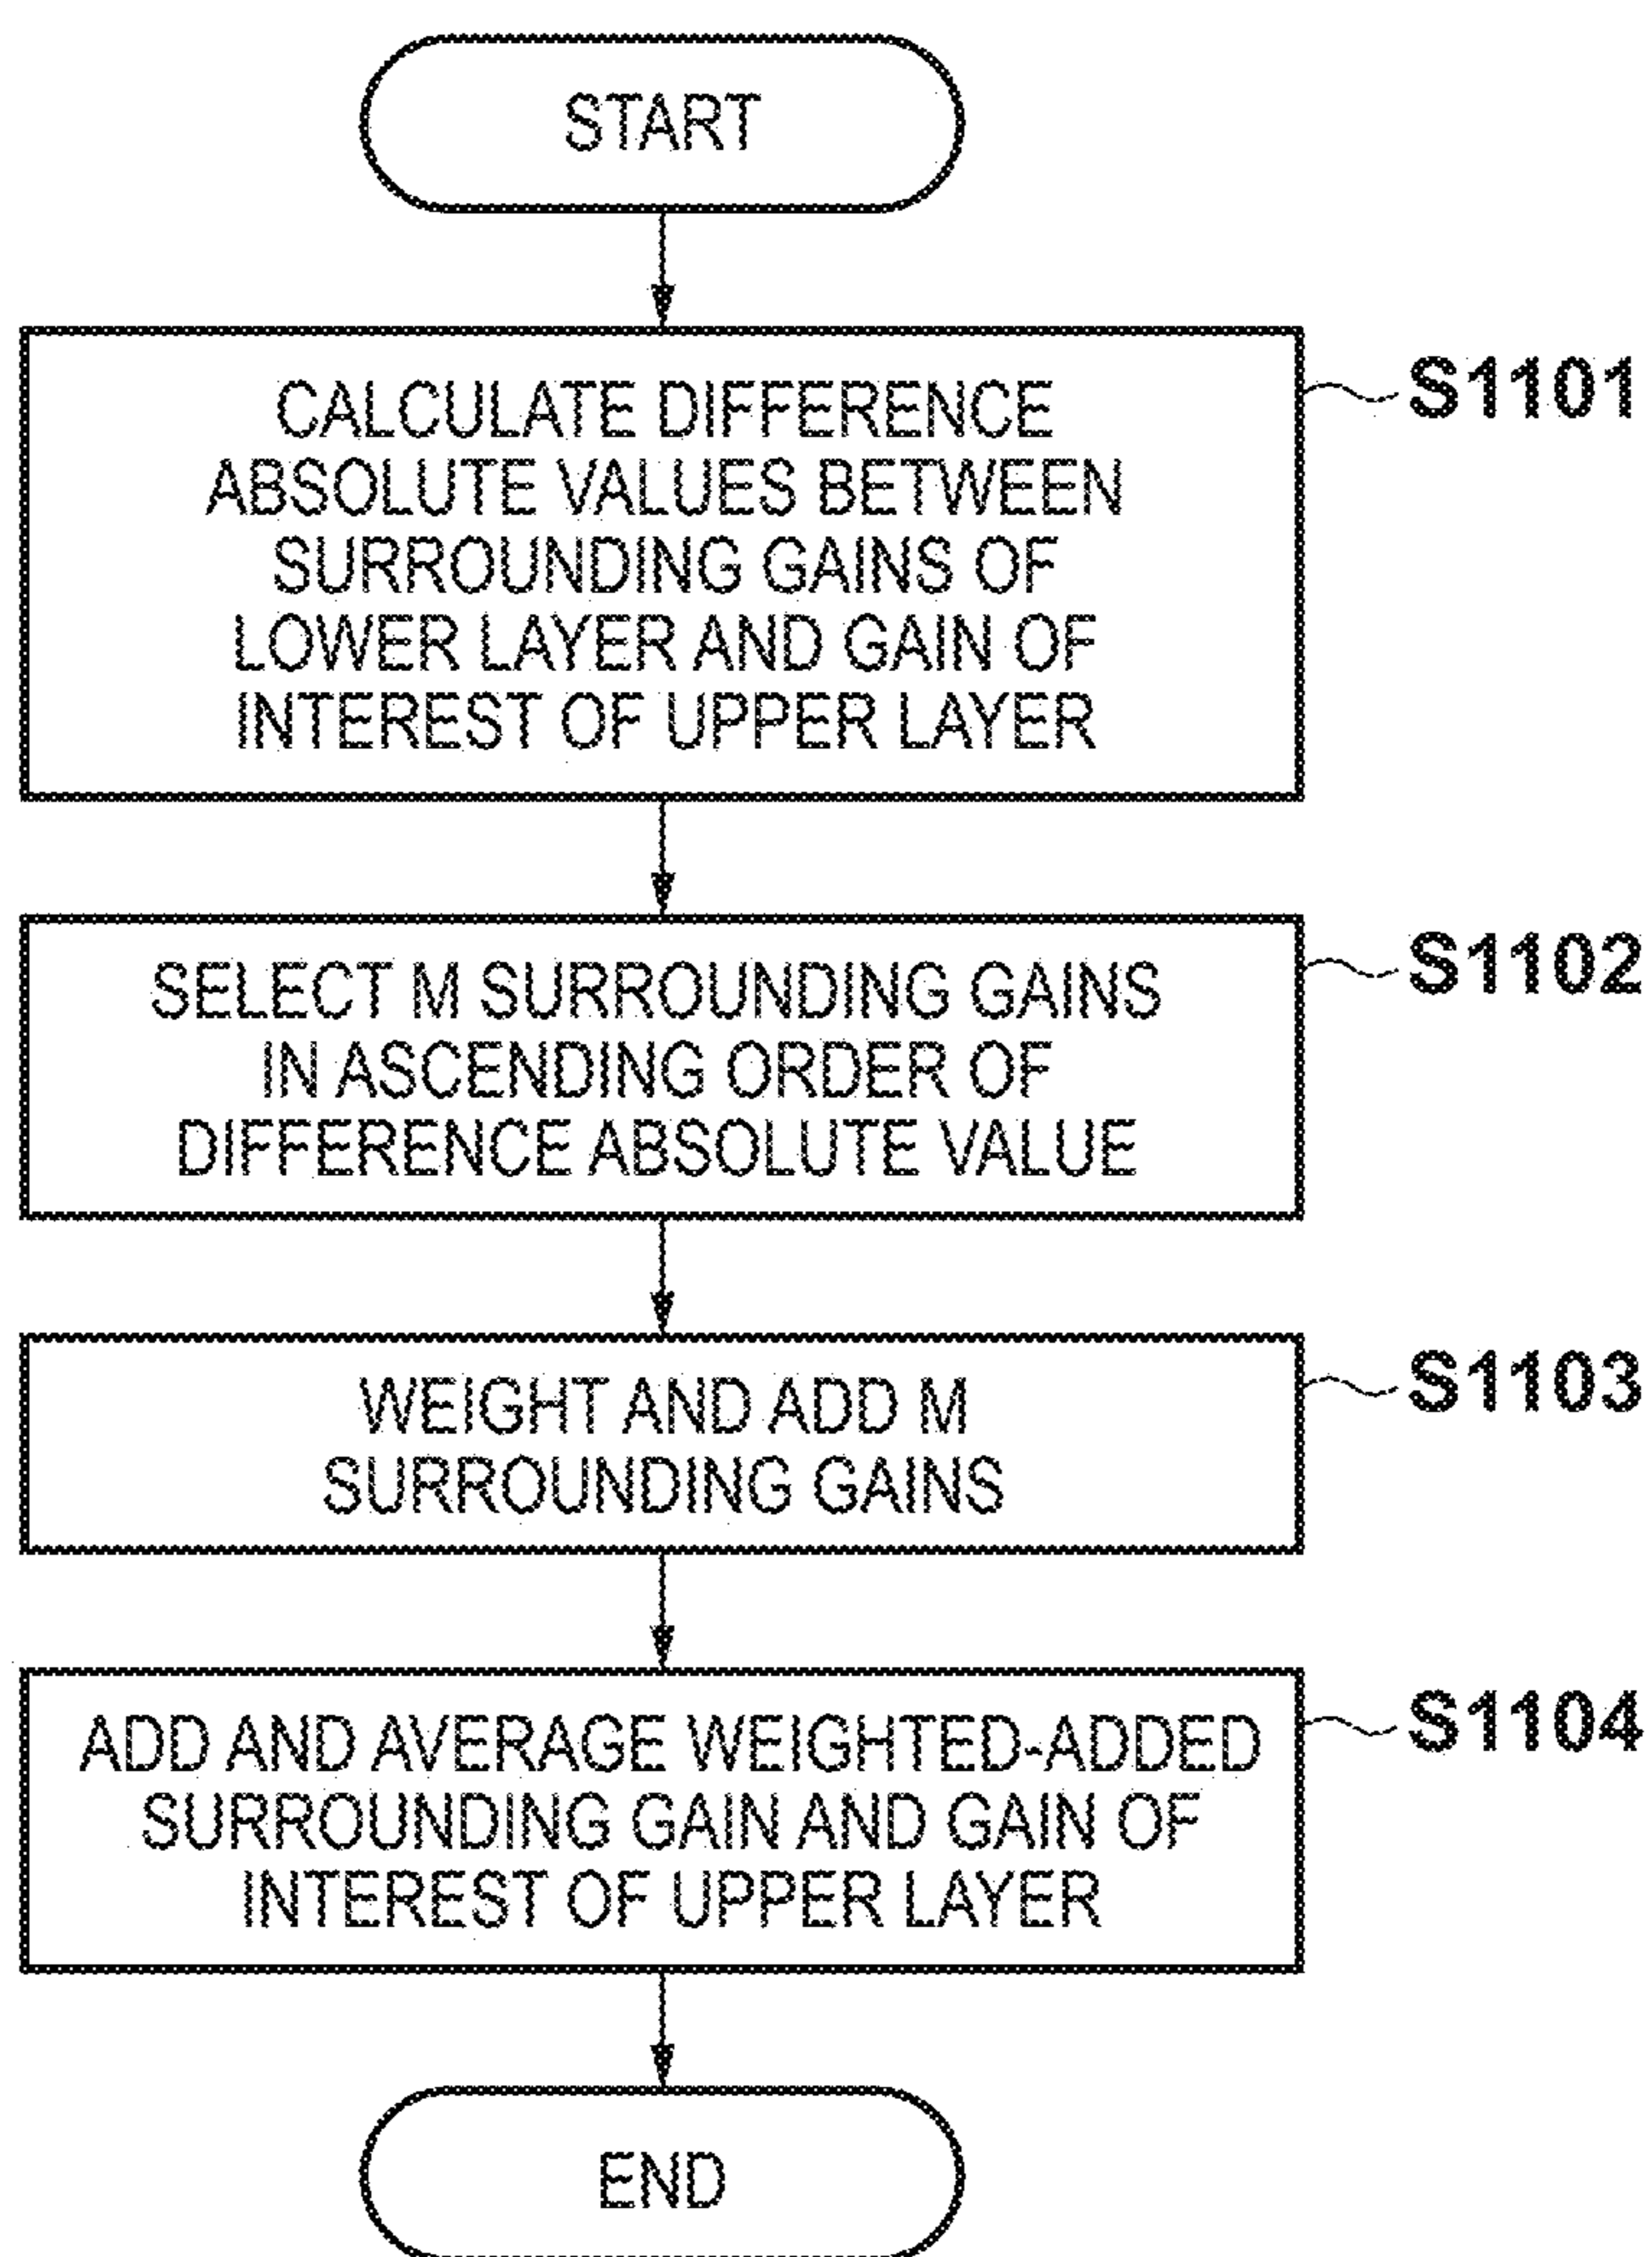 START
CALCULATE DIFFERENCE
ABSOLUTE VALUES BETWEEN
SURROUNDING GAINS OF
LOWER LAYER AND GAIN OF
INTEREST OF UPPER LAYER
S1101
SELECT M SURROUNDING GAINS
IN ASCENDING ORDER OF
DIFFERENCE ABSOLUTE VALUE
S1102
WEIGHT AND ADD M
SURROUNDING GAINS
S1103
ADD AND AVERAGE WEIGHTED-ADDED
SURROUNDING GAIN AND GAIN OF
INTEREST OF UPPER LAYER
S1104
END